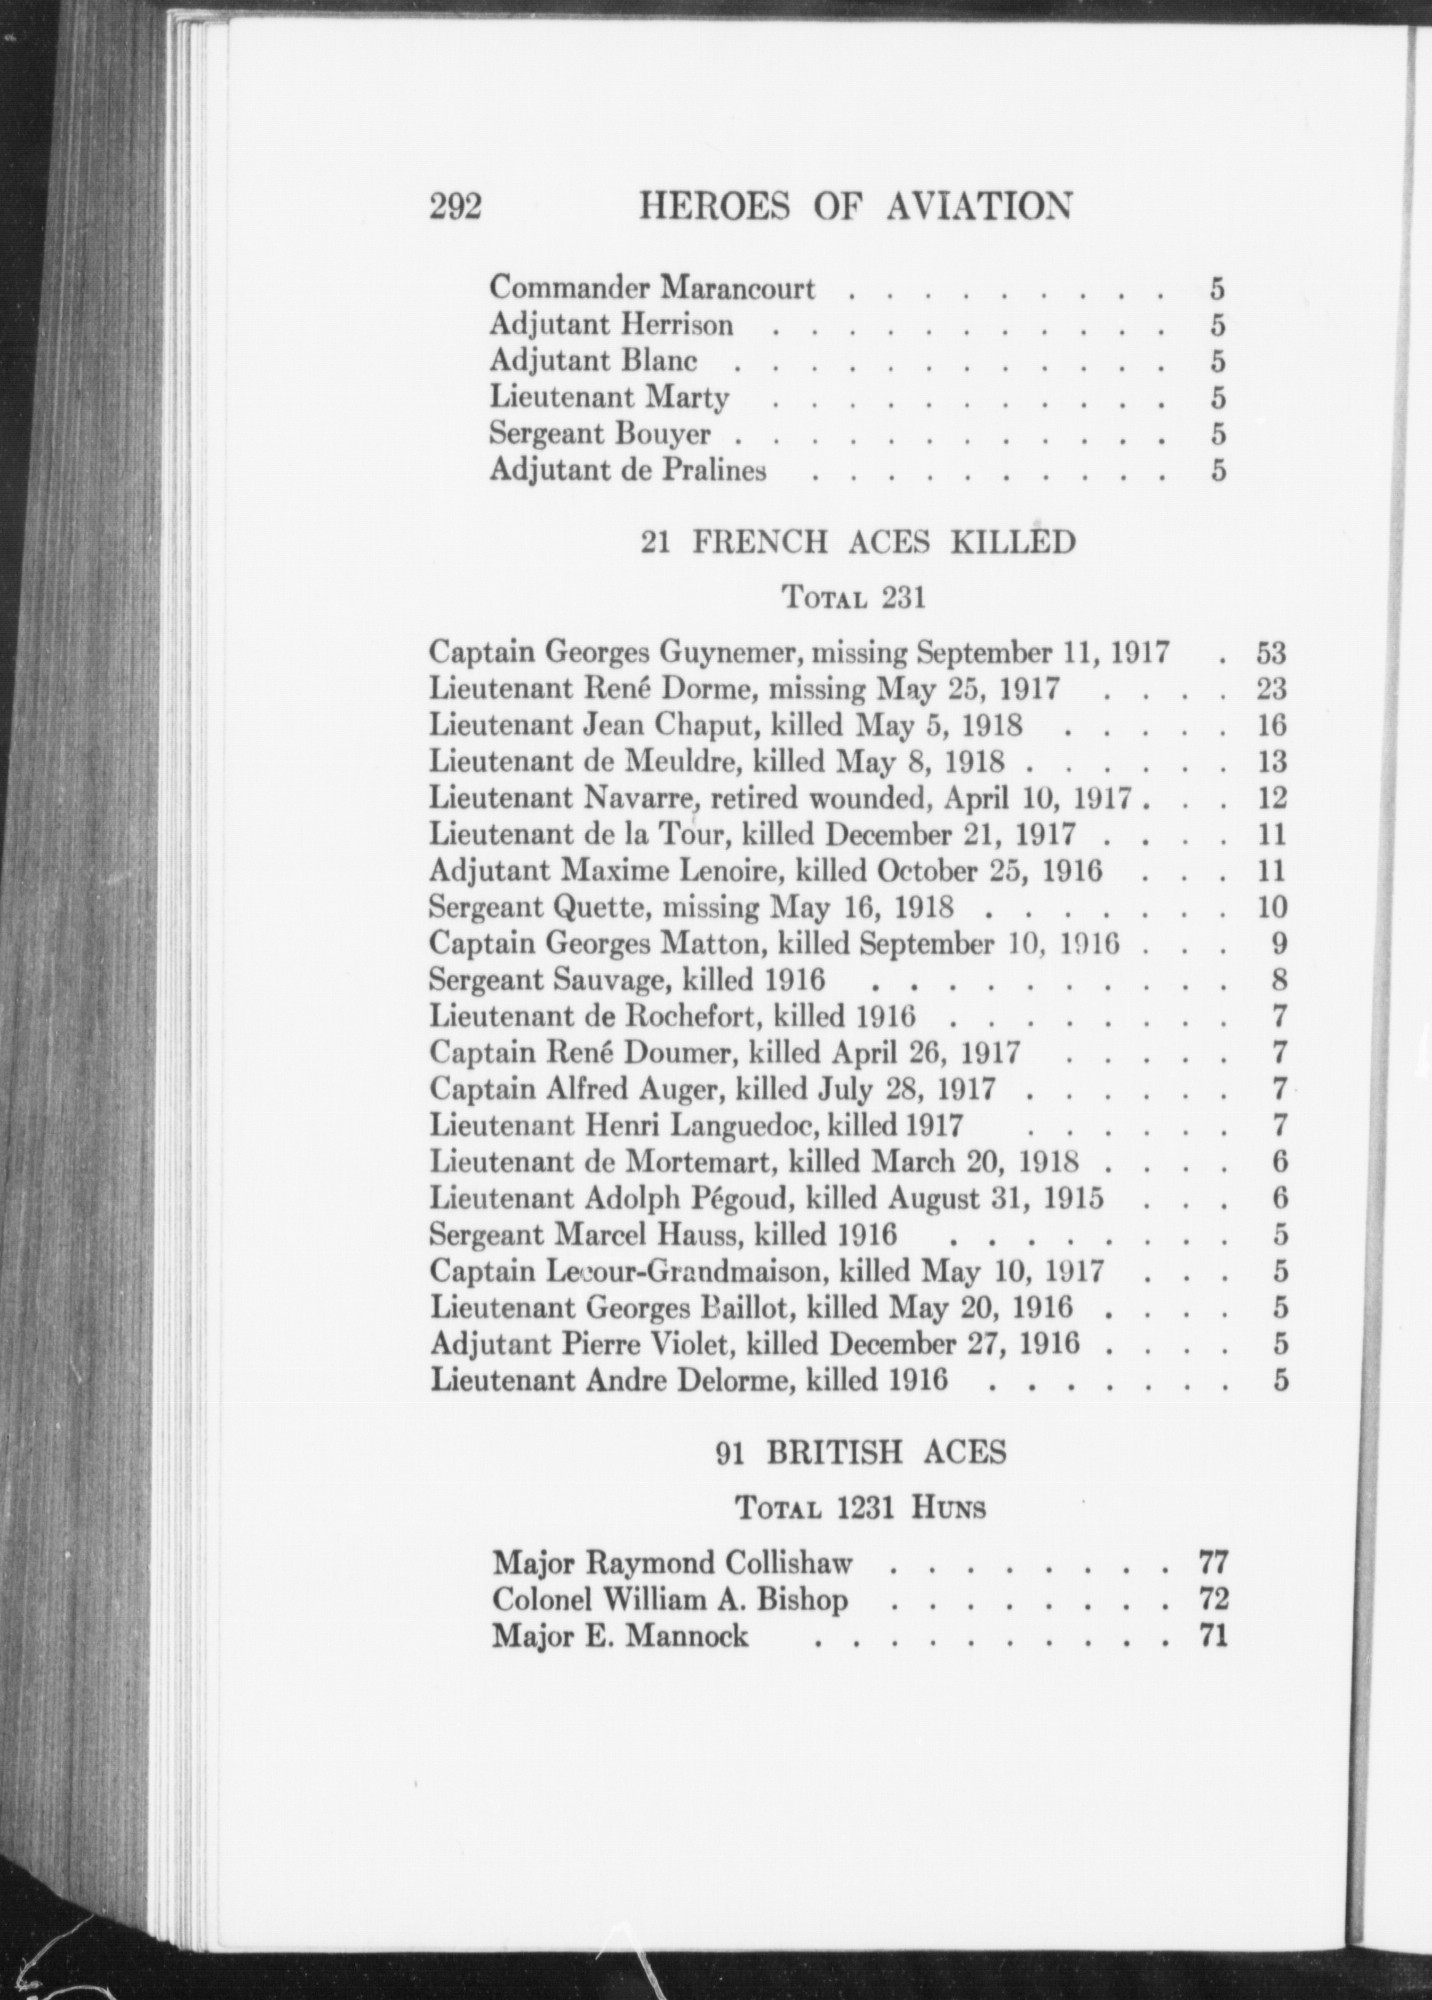 292 HEROES OF AVIATION
Commander Marancourt . . . . . . . . . 5
Adjutant Herrison . . . . . . . . . . . 5
Adjutant Blanc . . . . . . . . . . . . 5
Lieutenant Marty . . . . . . . . . . . 5
Sergeant Bouyer . . . . . . . . . . . . 5
Adjutant de Pralines . . . . . . . . . . 5
21 FRENCH ACES KILLED
TOTAL 231
Captain Georges Guynemer, missing September 11, 1917 . 53
Lieutenant René Dorme, missing May 25, 1917 . . . . 23
Lieutenant Jean Chaput, killed May 5, 1918 . . . . . 16
Lieutenant de Meuldre, killed May 8, 1918 . . . . . . 13
Lieutenant Navarre, retired wounded, April 10, 1917 . . . 12
Lieutenant de la Tour, killed December 21, 1917 . . . . 11
Adjutant Maxime Lenoire, killed October 25, 1916 . . . 11
Sergeant Quette, missing May 16, 1918 . . . . . . . 10
Captain Georges Matton, killed September 10, 1916 . . . 9
Sergeant Sauvage, killed 1916 . . . . . . . . . . 8
Lieutenant de Rochefort, killed 1916 . . . . . . . . 7
Captain René Doumer, killed April 26, 1917 . . . . . 7
Captain Alfred Auger, killed July 28, 1917 . . . . . . 7
Lieutenant Henri Languedoc, killed 1917 . . . . . . 7
Lieutenant de Mortemart, killed March 20, 1918 . . . . 6
Lieutenant Adolph Pégoud, killed August 31, 1915 . . . 6
Sergeant Marcel Hauss, killed 1916 . . . . . . . . 5
Captain Lecour-Grandmaison, killed May 10, 1917 . . . 5
Lieutenant Georges Baillot, killed May 20, 1916 . . . . 5
Adjutant Pierre Violet, killed December 27, 1916 . . . . 5
Lieutenant Andre Delorme, killed 1916 . . . . . . . 5
91 BRITISH ACES
TOTAL 1231 HUNS
Major Raymond Collishaw . . . . . . . . 77
Colonel William A. Bishop . . . . . . . . 72
Major E. Mannock . . . . . . . . . . 71